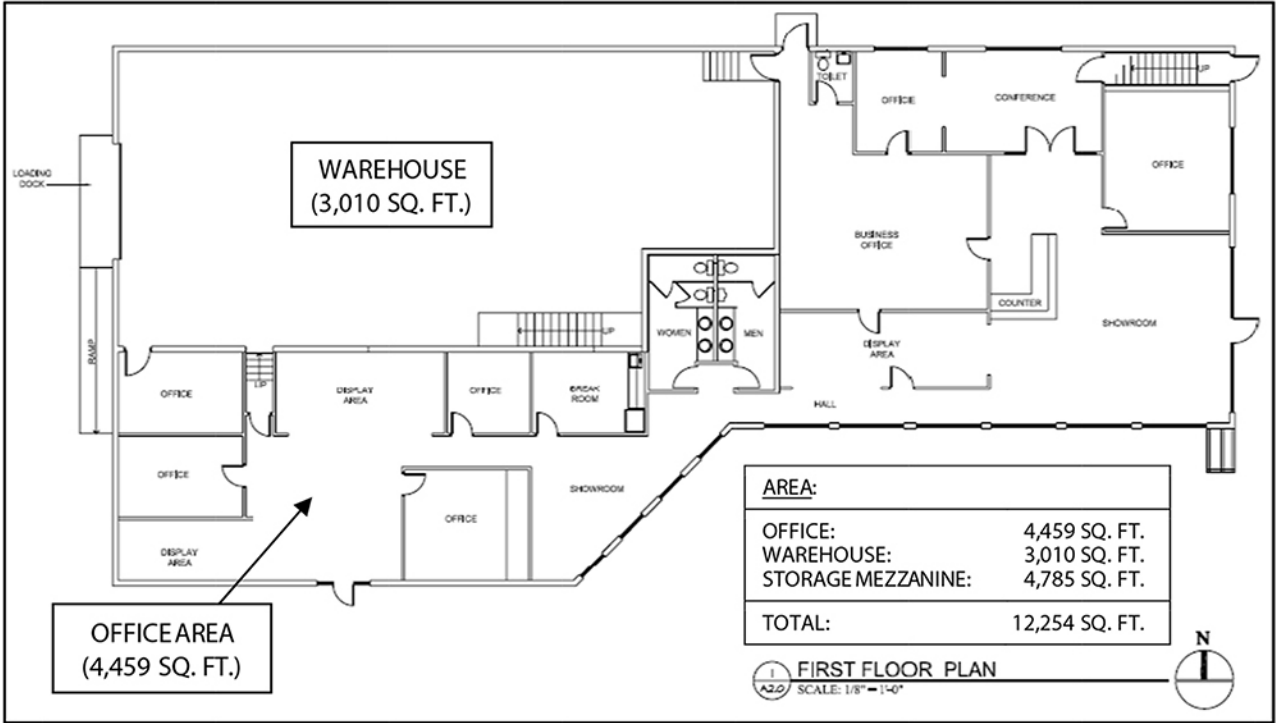 TOILET
UP
OFFICIE
CONFERENCE
OFFICE
LOADING
DOCK
WAREHOUSE
(3,010 SQ. FT.)
BUSINESS
OFFICE
COUNTER
SHOWROOM
WOMEN
MEN
UP
RAMP
DISPLAY
AREA
UP
OFFICE
DISPLAY
AREA
OFFICE
BREAK
ROOM
HALL
OFFICE
SHOWROOM
OFFICE
DISPLAY
AREA
AREA:
OFFICE: 4,459 SQ. FT.
WAREHOUSE: 3,010 SQ. FT.
STORAGE MEZZANINE: 4,785 SQ. FT.
TOTAL: 12,254 SQ. FT.
OFFICE AREA
(4,459 SQ. FT.)
N
1
A2.0
FIRST FLOOR PLAN
SCALE: 1/8" = 1'-0"